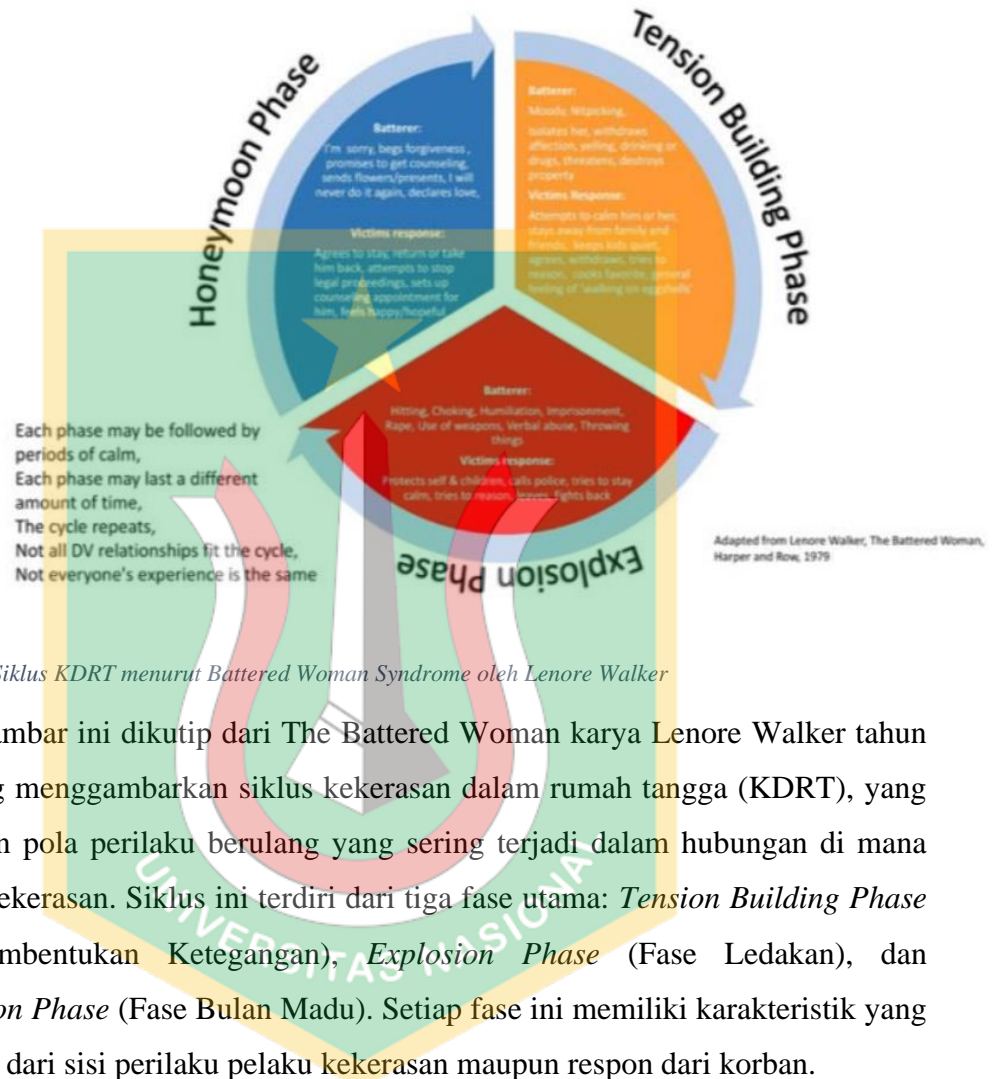 Honeymoon Phase
Batterer:
I'm sorry, begs forgiveness ,
promises to get counseling,
sends flowers/presents, I will
never do it again, declares love,
Victims response:
Agrees to stay, return or take
him back, attempts to stop
legal proceedings, sets up
counseling appointment for
him, feels happy/hopeful
Tension Building Phase
Batterer:
Moody, Nitpicking,
isolates her, withdraws
affection, yelling, drinking or
drugs, threatens, destroys
property
Victims Response:
Attempts to calm him or her,
stays away from family and
friends, keeps kids quiet,
agrees, withdraws, tries to
reason, cooks favorite, general
feeling of 'walking on eggshells'
Batterer:
Hitting, Choking, Humiliation, Imprisonment,
Rape, Use of weapons, Verbal abuse, Throwing
things
Victims response:
Protects self & children, calls police, tries to stay
calm, tries to reason, leaves, fights back
Explosion Phase
Each phase may be followed by
periods of calm,
Each phase may last a different
amount of time,
The cycle repeats,
Not all DV relationships fit the cycle,
Not everyone's experience is the same
Adapted from Lenore Walker, The Battered Woman,
Harper and Row, 1979
Siklus KDRT menurut Battered Woman Syndrome oleh Lenore Walker
ambar ini dikutip dari The Battered Woman karya Lenore Walker tahun
g menggambarkan siklus kekerasan dalam rumah tangga (KDRT), yang
n pola perilaku berulang yang sering terjadi dalam hubungan di mana
ekerasan. Siklus ini terdiri dari tiga fase utama: Tension Building Phase
mbentukan Ketegangan), Explosion Phase (Fase Ledakan), dan
on Phase (Fase Bulan Madu). Setiap fase ini memiliki karakteristik yang
dari sisi perilaku pelaku kekerasan maupun respon dari korban.
UNIVERSITAS NASIONAL